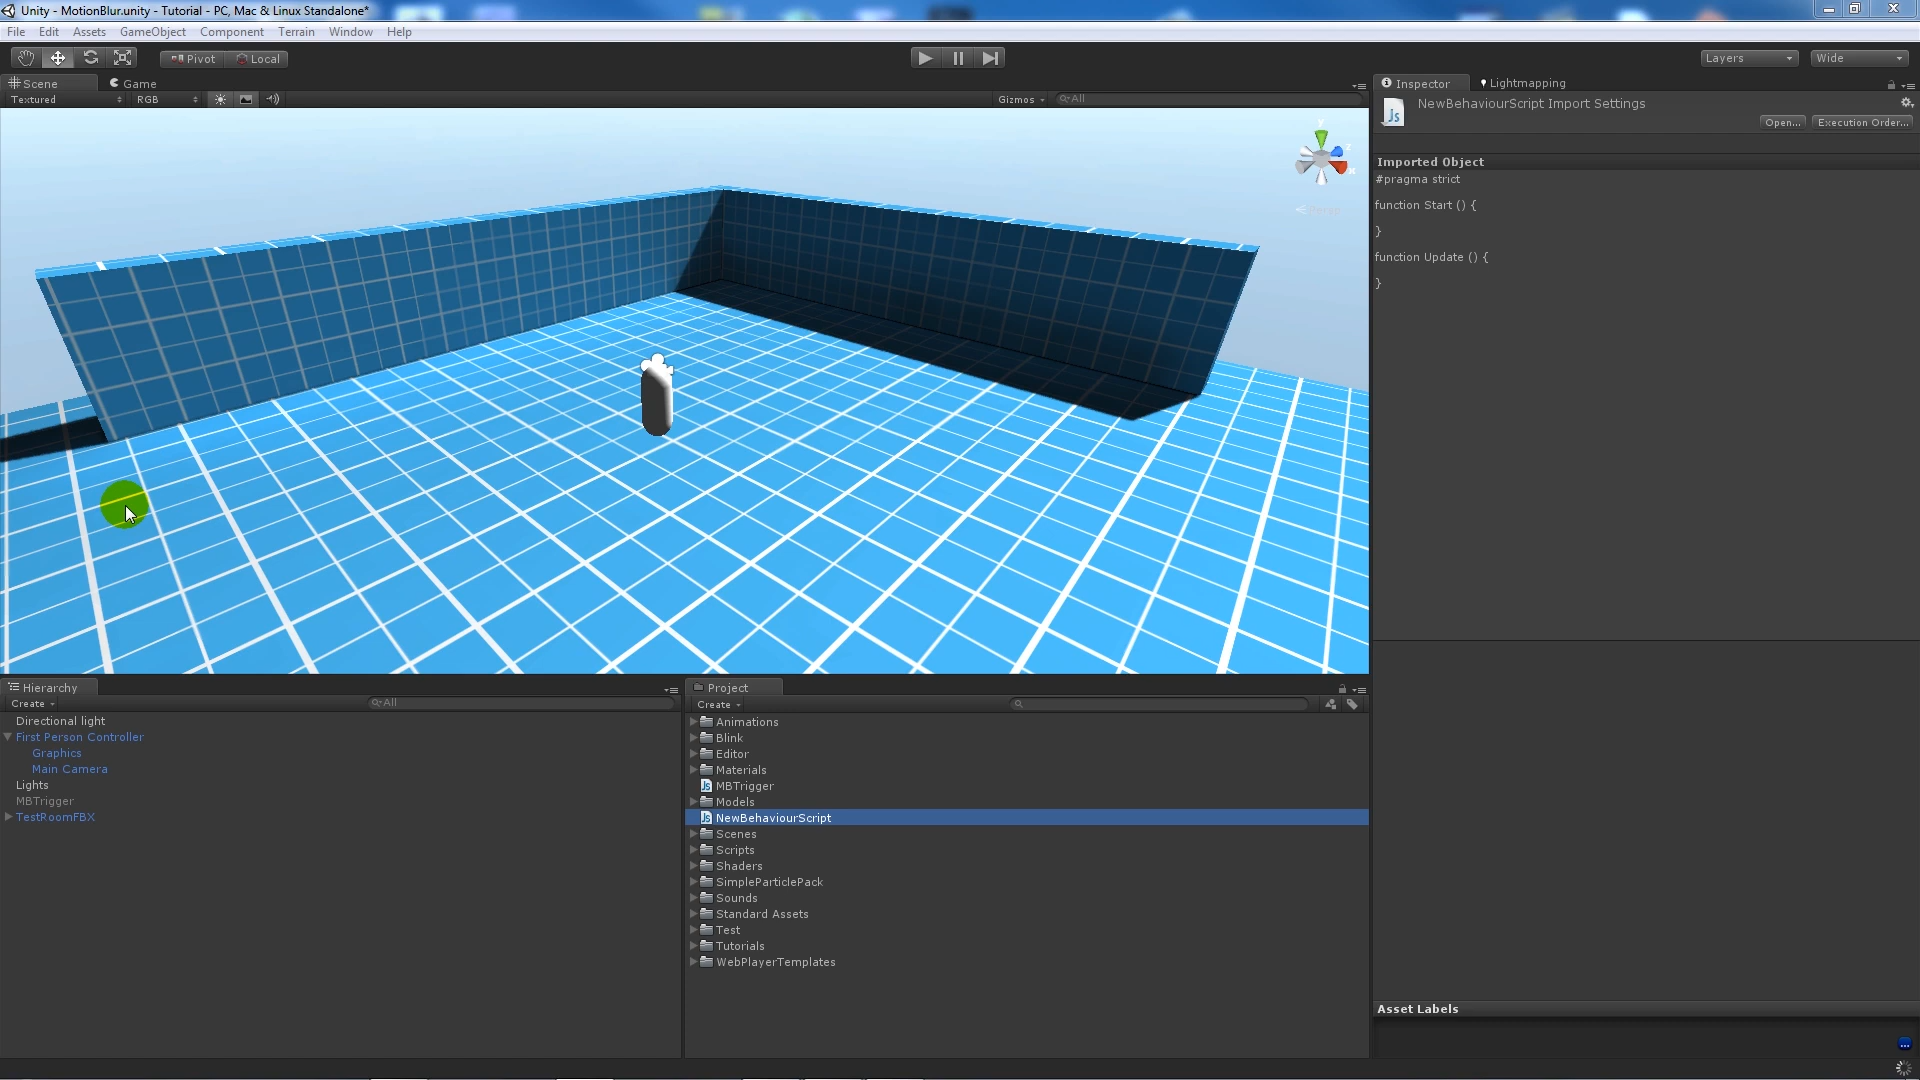 Unity - MotionBlur.unity - Tutorial - PC, Mac & Linux Standalone*
File Edit Assets GameObject Component Terrain Window Help
Pivot Local Layers Wide
Scene Game
Textured RGB Gizmos All
y
z
x
Inspector Lightmapping
NewBehaviourScript Import Settings
Js
Open... Execution Order...
Imported Object
#pragma strict
function Start () {
}
function Update () {
}
Hierarchy
Create All
Directional light
First Person Controller
Graphics
Main Camera
Lights
MBTrigger
TestRoomFBX
Project
Create
Animations
Blink
Editor
Materials
Js MBTrigger
Models
Js NewBehaviourScript
Scenes
Scripts
Shaders
SimpleParticlePack
Sounds
Standard Assets
Test
Tutorials
WebPlayerTemplates
Asset Labels